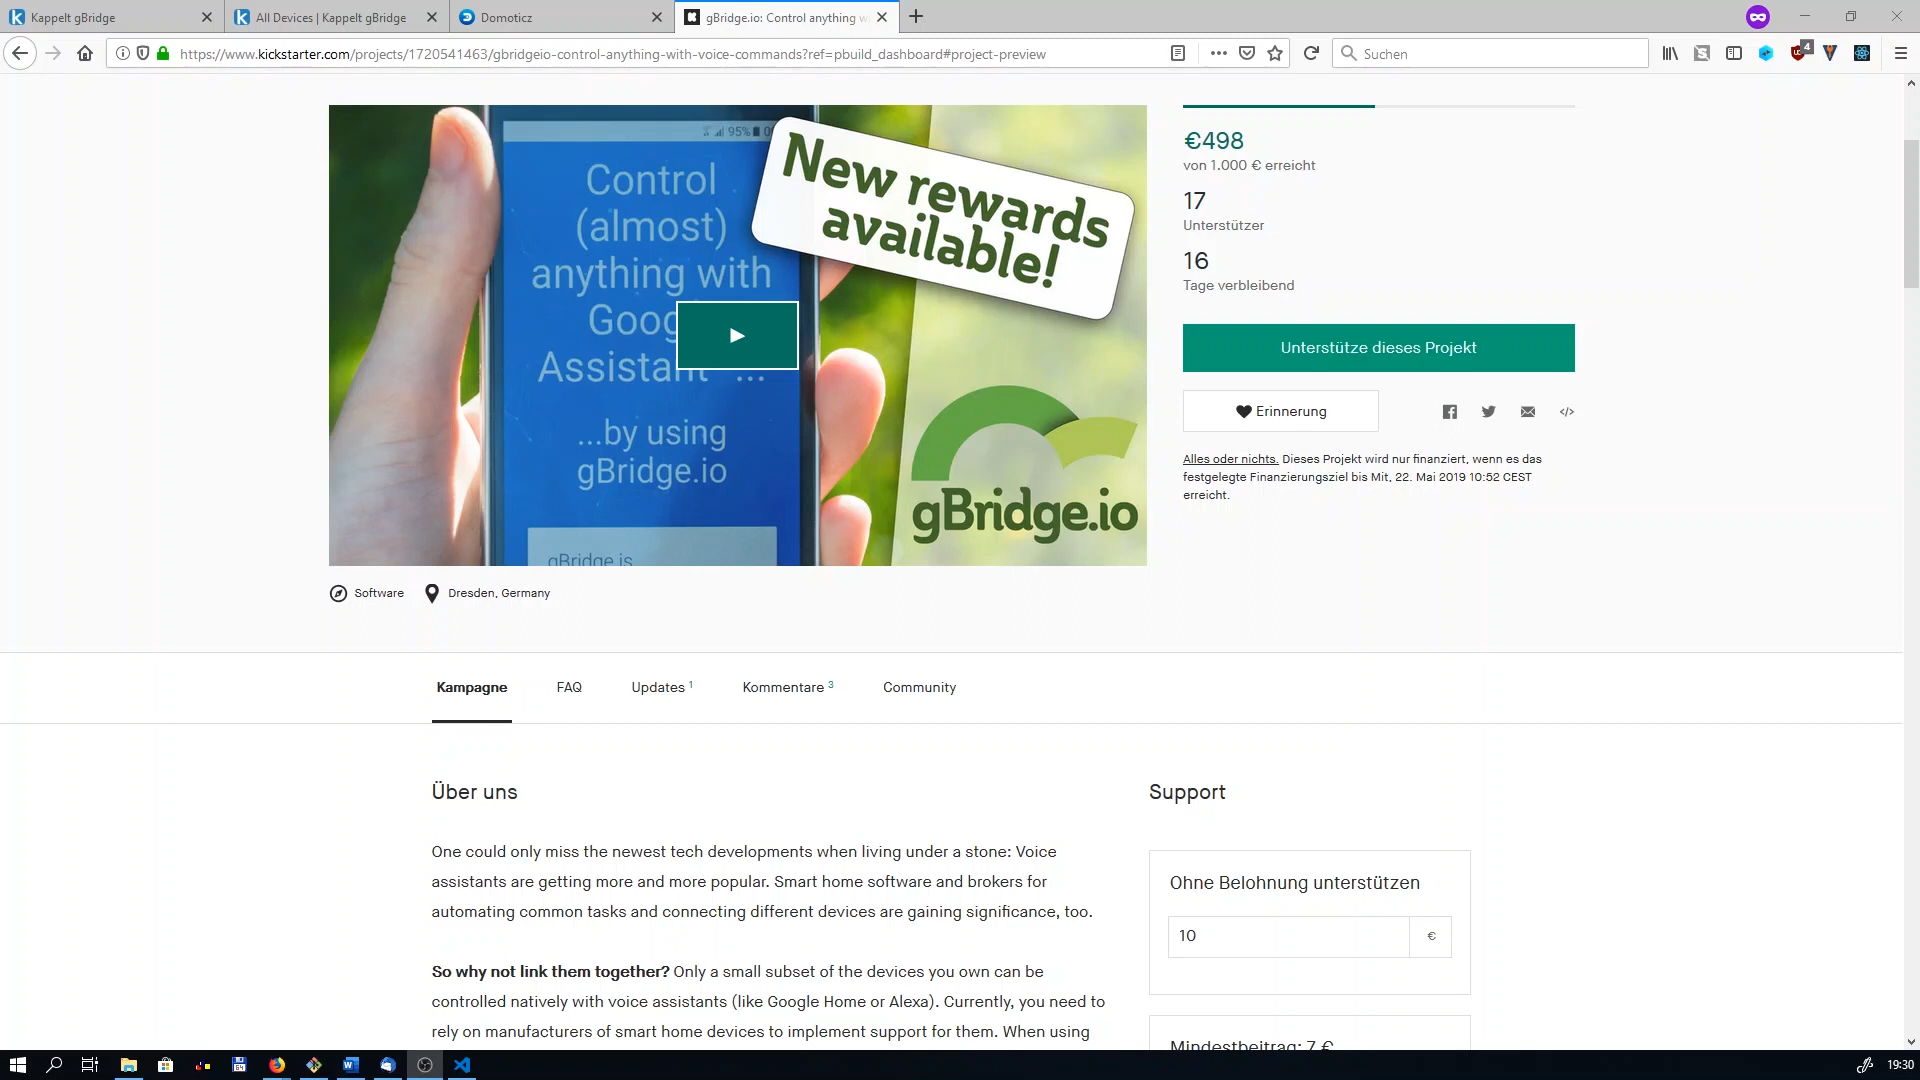 Kappelt gBridge
All Devices | Kappelt gBridge
Domoticz
gBridge.io: Control anything w
https://www.kickstarter.com/projects/1720541463/gbridgeio-control-anything-with-voice-commands?ref=pbuild_dashboard#project-preview
Suchen
4
95%
Control
(almost)
anything with
Goog
Assistant ...
...by using
gBridge.io
gBridge is
New rewards
available!
gBridge.io
€498
von 1.000 € erreicht
17
Unterstützer
16
Tage verbleibend
Unterstütze dieses Projekt
Erinnerung
Alles oder nichts. Dieses Projekt wird nur finanziert, wenn es das
festgelegte Finanzierungsziel bis Mit, 22. Mai 2019 10:52 CEST
erreicht.
Software
Dresden, Germany
Kampagne
FAQ
Updates 1
Kommentare 3
Community
Über uns
One could only miss the newest tech developments when living under a stone: Voice
assistants are getting more and more popular. Smart home software and brokers for
automating common tasks and connecting different devices are gaining significance, too.
So why not link them together? Only a small subset of the devices you own can be
controlled natively with voice assistants (like Google Home or Alexa). Currently, you need to
rely on manufacturers of smart home devices to implement support for them. When using
Support
Ohne Belohnung unterstützen
10
€
Mindestbeitrag: 7 €
19:30